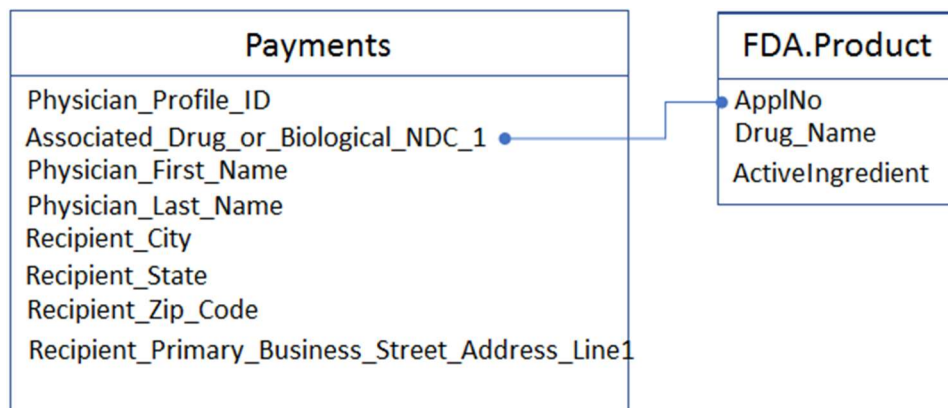 Payments
Physician_Profile_ID
Associated_Drug_or_Biological_NDC_1
Physician_First_Name
Physician_Last_Name
Recipient_City
Recipient_State
Recipient_Zip_Code
Recipient_Primary_Business_Street_Address_Line1
FDA.Product
ApplNo
Drug_Name
ActiveIngredient